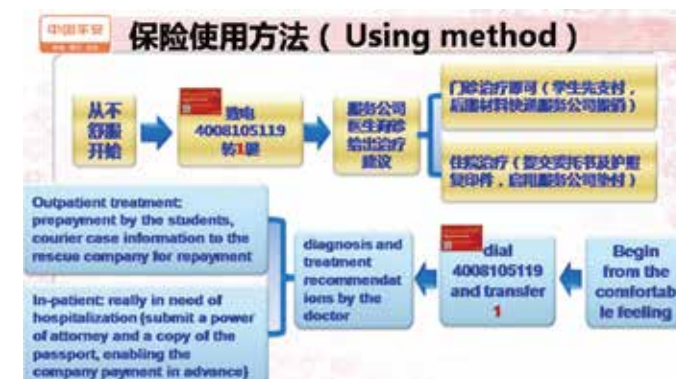 中国平安
保险使用方法（ Using method ）
从不
舒服
开始
致电
4008105119
转1键
服务公司
医生商诊
给出治疗
建议
门诊治疗即可（学生先支付，
后期材料快递服务公司报销）
住院治疗（提交委托书及护照
复印件，启用服务公司垫付）
Outpatient treatment:
prepayment by the students,
courier case information to the
rescue company for repayment
In-patient: really in need of
hospitalization (submit a power
of attorney and a copy of the
passport, enabling the
company payment in advance)
diagnosis and
treatment
recommendat
ions by the
doctor
dial
4008105119
and transfer
1
Begin
from the
comfortab
le feeling